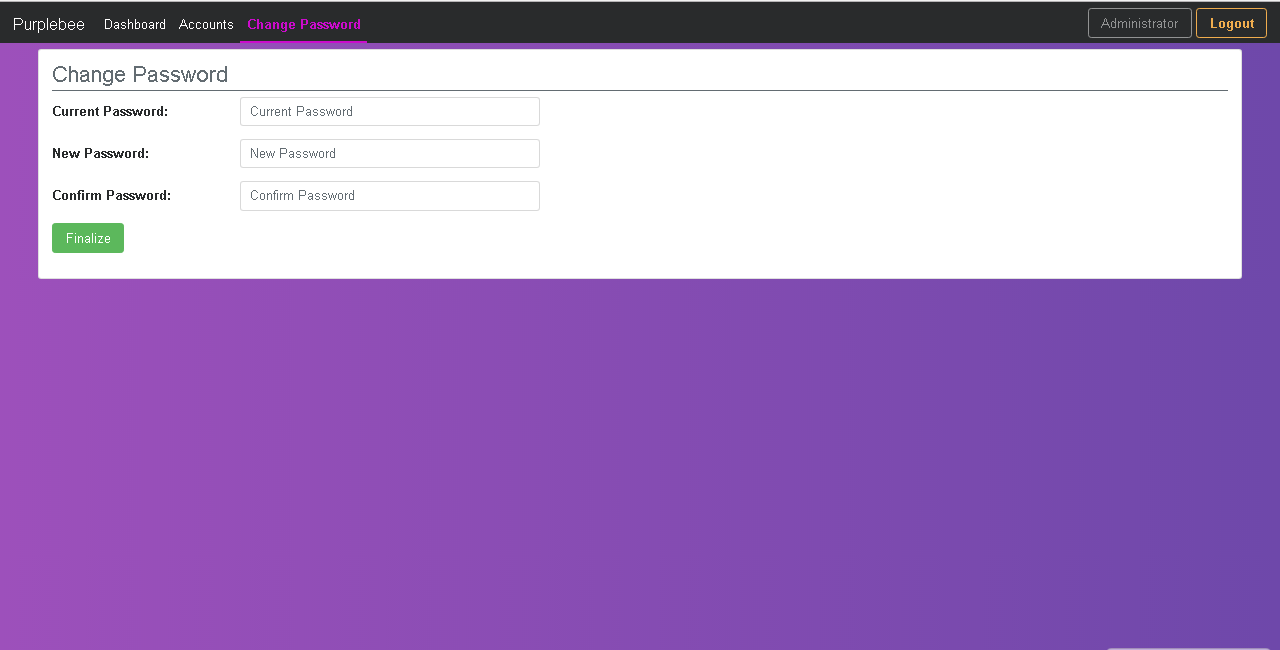 Purplebee Dashboard Accounts Change Password Administrator Logout
Change Password
Current Password: Current Password
New Password: New Password
Confirm Password: Confirm Password
Finalize